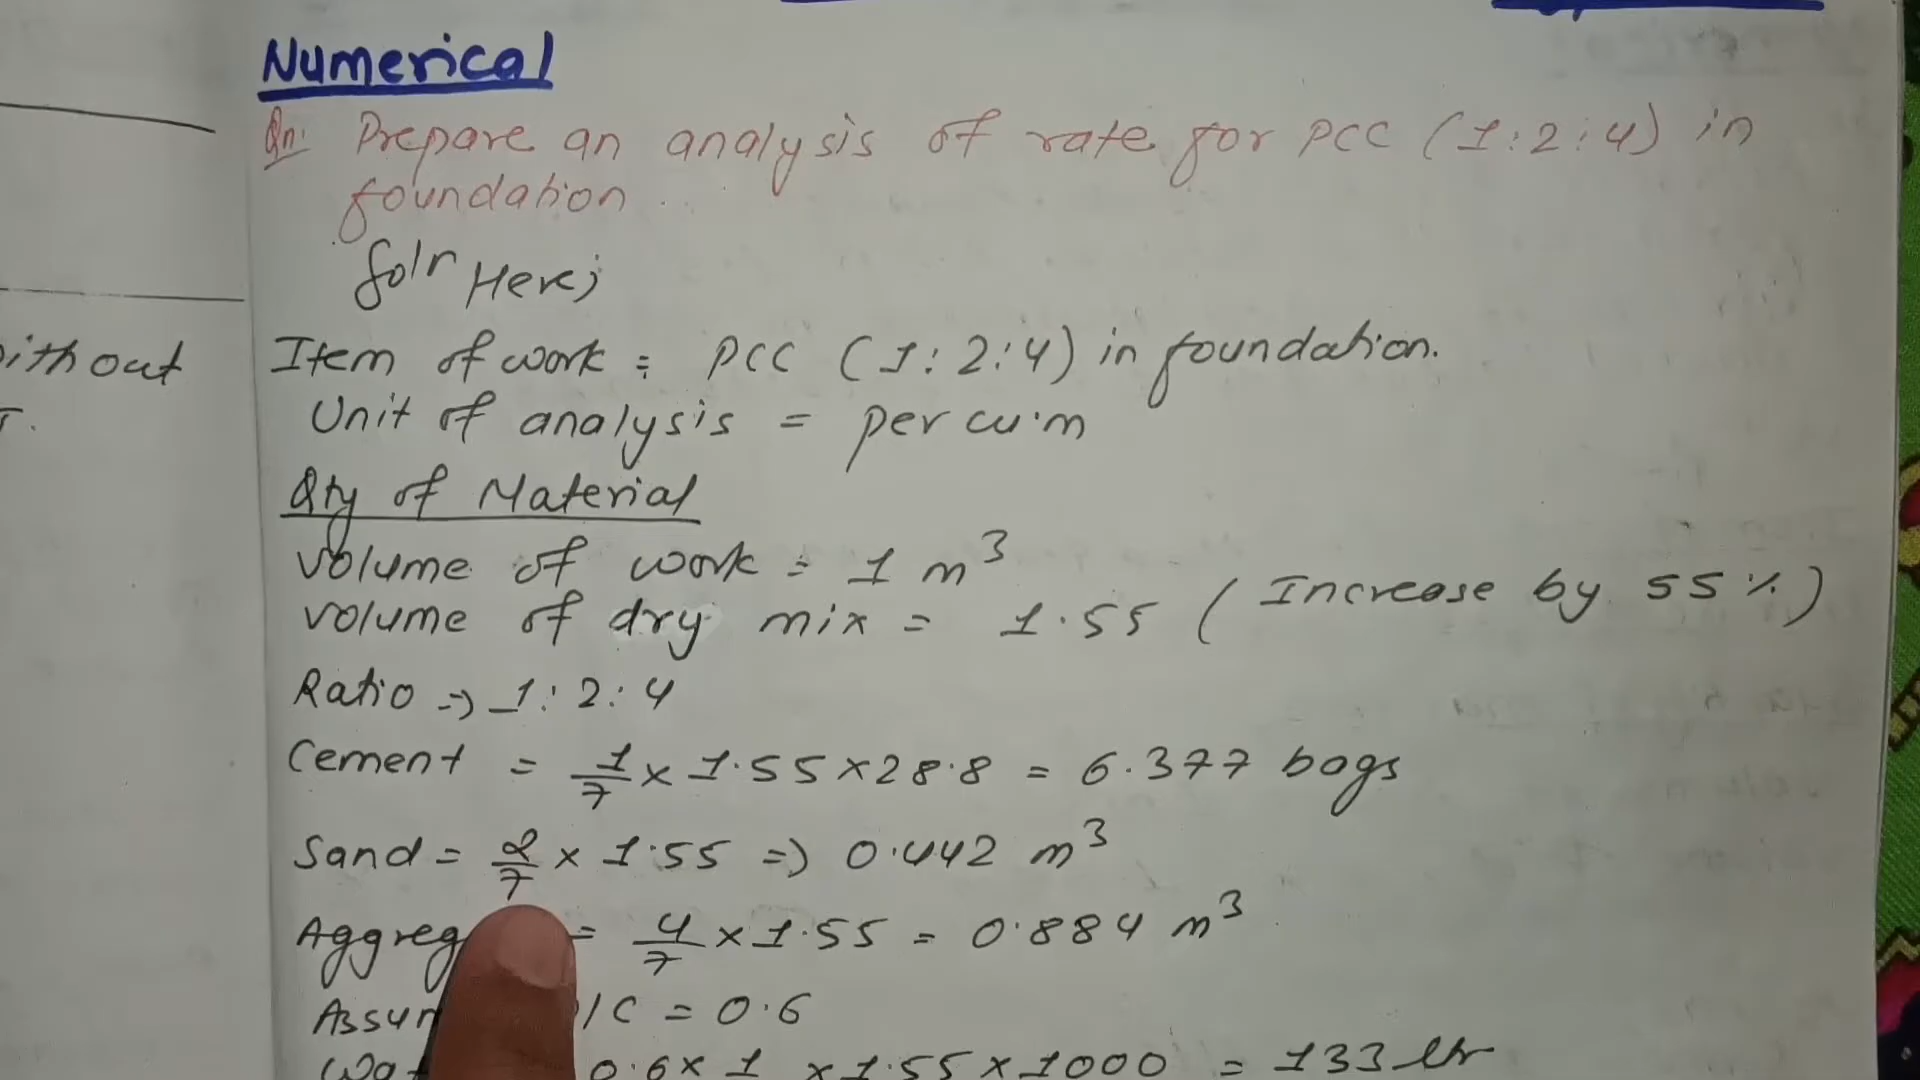 Numerical
Qn: Prepare an analysis of rate for PCC (1:2:4) in
foundation.
Soln Here;
ithout
Item of work = PCC (1:2:4) in foundation.
Unit of analysis = per cu.m
Qty of Material
Volume of work = 1 m³
Volume of dry mix = 1.55 (Increase by 55 %)
Ratio => 1:2:4
Cement = 1/7 x 1.55 x 28.8 = 6.377 bags
Sand = 2/7 x 1.55 => 0.442 m³
Aggreg = 4/7 x 1.55 = 0.884 m³
Assum /C = 0.6
Wat 0.6 x 1 x 1.55 x 1000 = 133 ltr